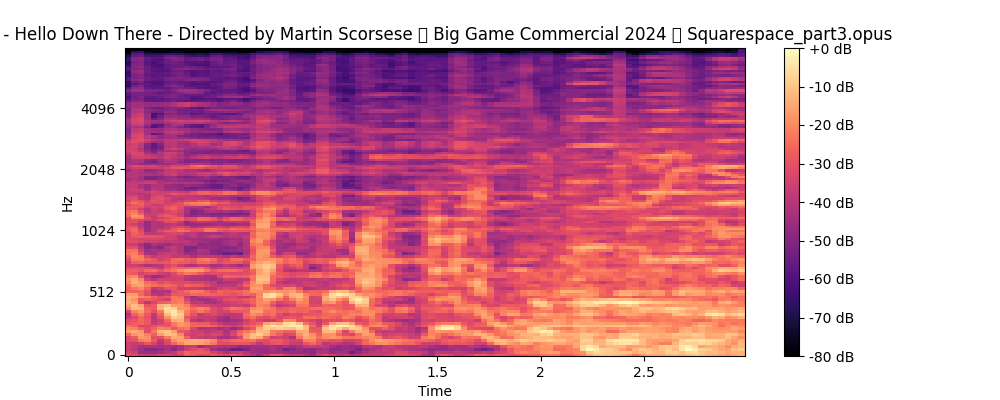 - Hello Down There - Directed by Martin Scorsese ▯ Big Game Commercial 2024 ▯ Squarespace_part3.opus
+0 dB
4096
-10 dB
-20 dB
2048
-30 dB
Hz
-40 dB
1024
-50 dB
512
-60 dB
-70 dB
0
-80 dB
0 0.5 1 1.5 2 2.5
Time